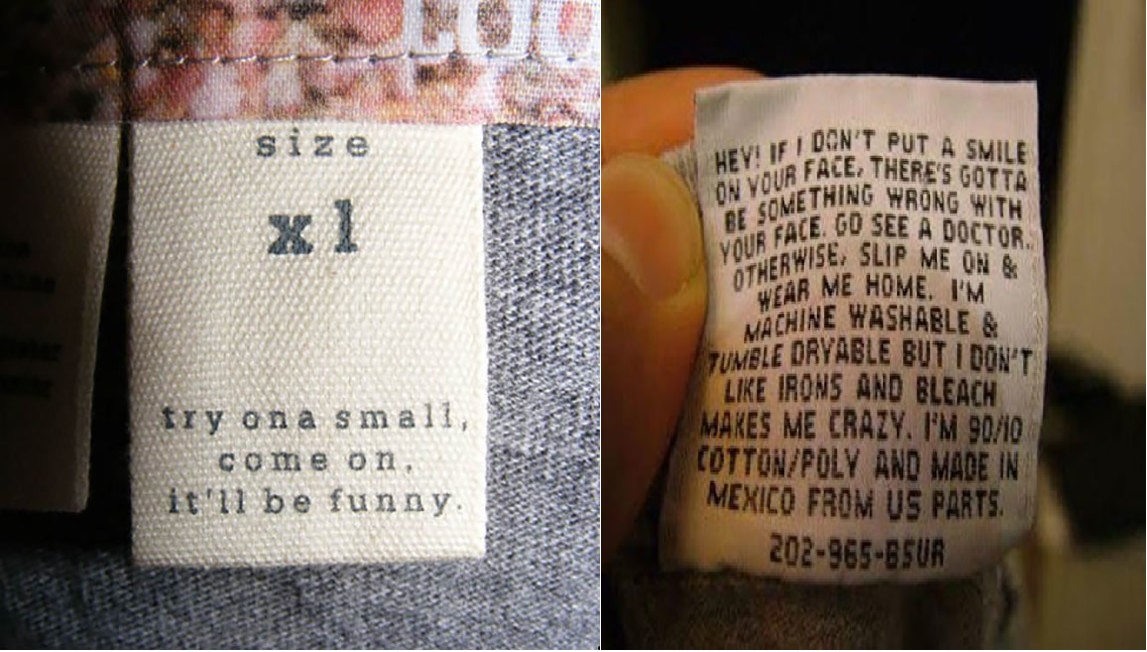 size
xl
try on a small,
come on,
it'll be funny.
HEY! IF I DON'T PUT A SMILE
ON YOUR FACE, THERE'S GOTTA
BE SOMETHING WRONG WITH
YOUR FACE. GO SEE A DOCTOR.
OTHERWISE, SLIP ME ON &
WEAR ME HOME. I'M
MACHINE WASHABLE &
TUMBLE DRYABLE BUT I DON'T
LIKE IRONS AND BLEACH
MAKES ME CRAZY. I'M 90/10
COTTON/POLY AND MADE IN
MEXICO FROM US PARTS.
202-965-BSUR